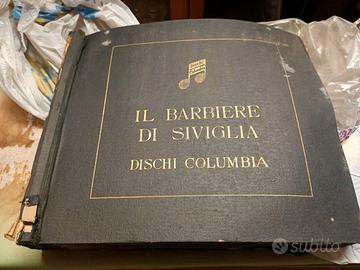 IL BARBIERE
DI SIVIGLIA
DISCHI COLUMBIA
subito